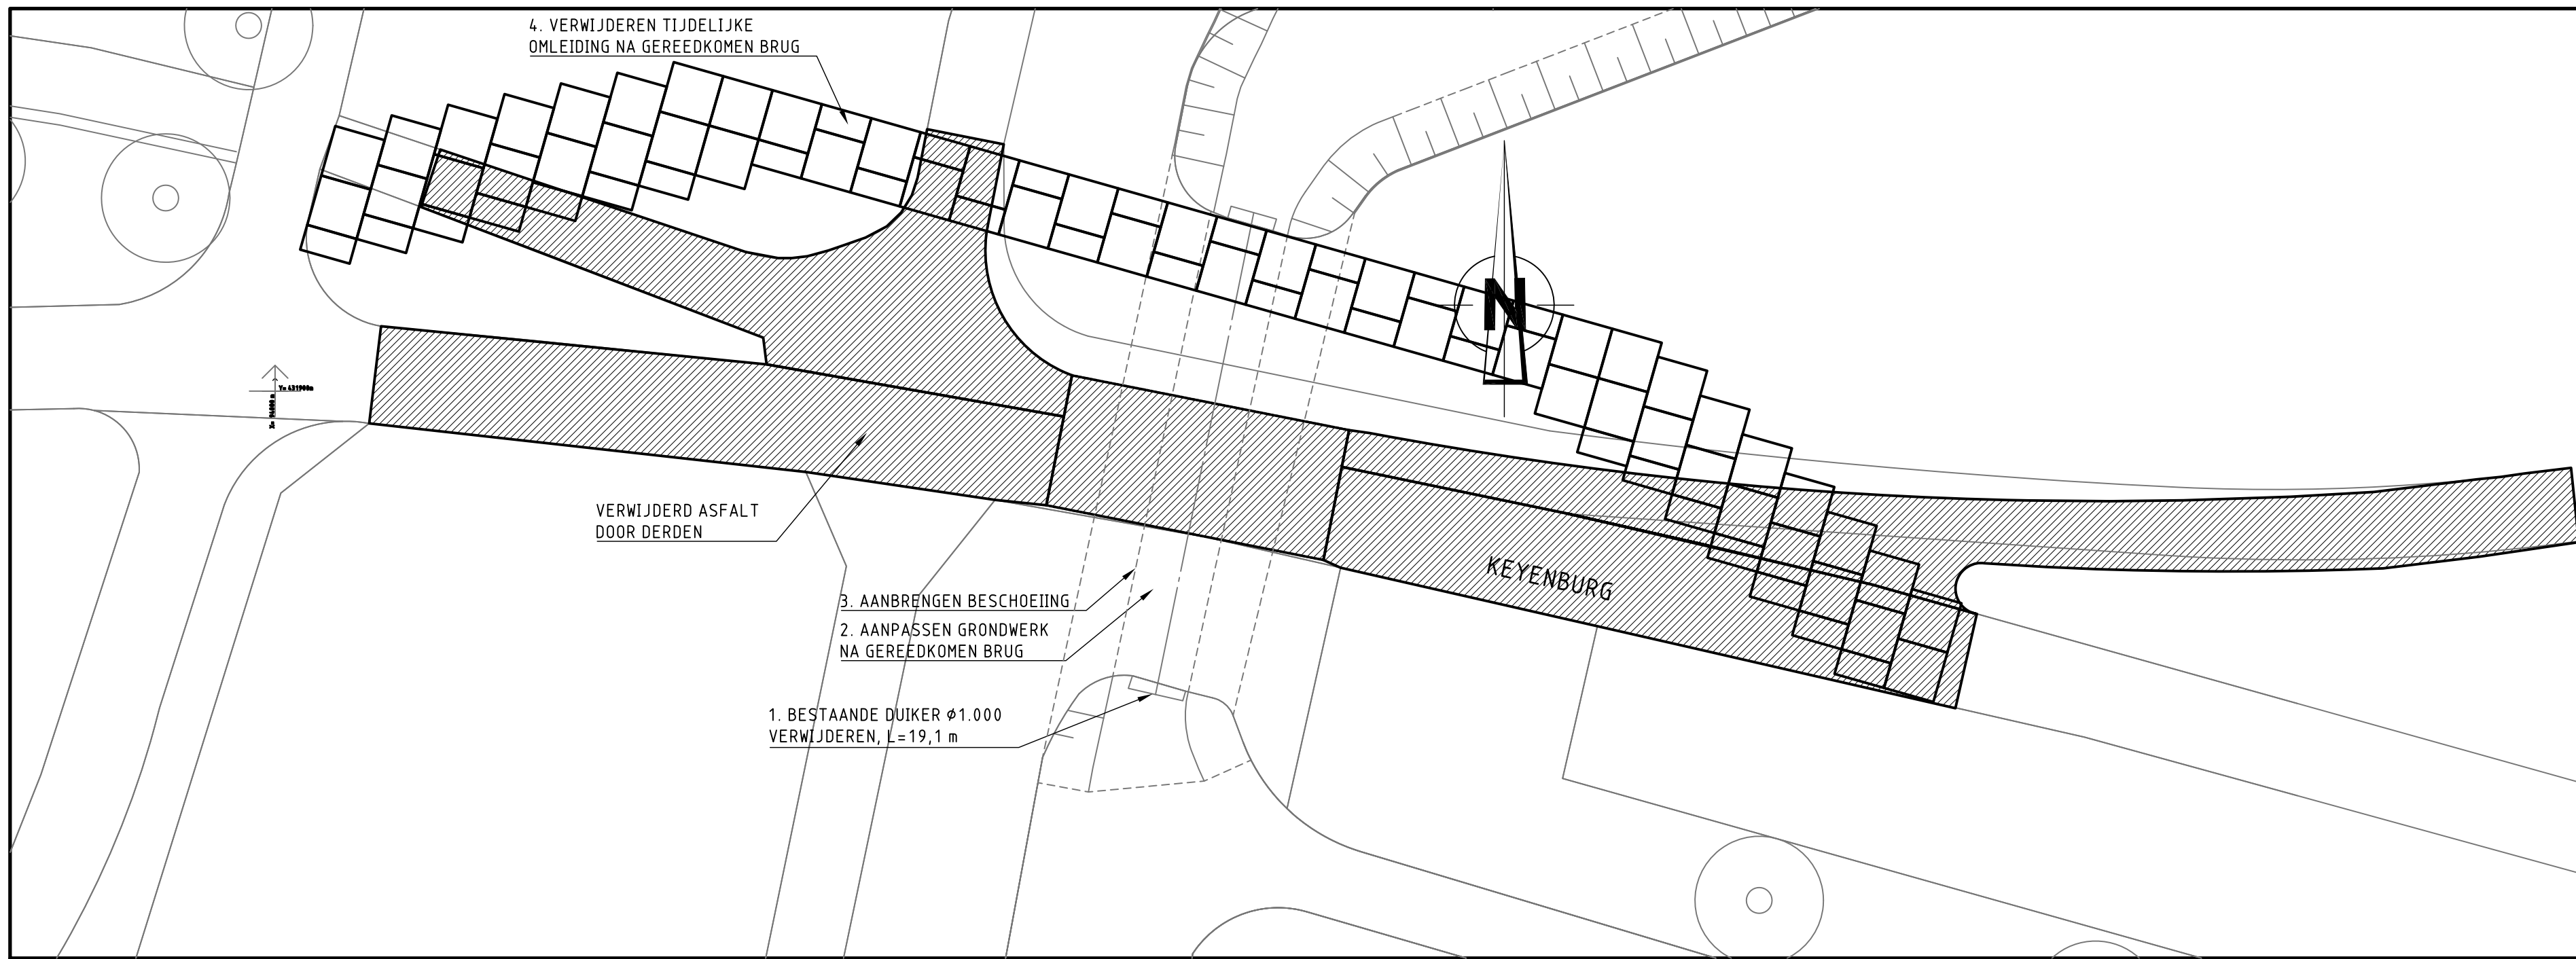 4. VERWIJDEREN TIJDELIJKE
OMLEIDING NA GEREEDKOMEN BRUG
N
Y= 431900m
VERWIJDERD ASFALT
DOOR DERDEN
KEYENBURG
3. AANBRENGEN BESCHOEIING
2. AANPASSEN GRONDWERK
NA GEREEDKOMEN BRUG
1. BESTAANDE DUIKER Ø1.000
VERWIJDEREN, L=19,1 m